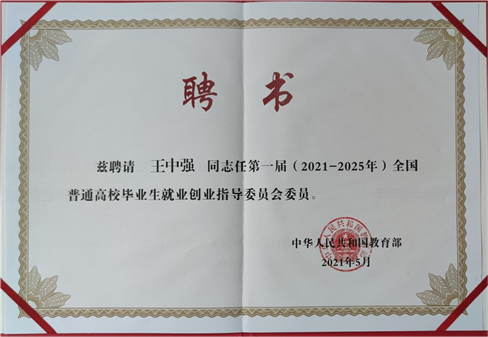 聘 书
兹聘请 王中强 同志任第一届（2021-2025年）全国
普通高校毕业生就业创业指导委员会委员。
中华人民共和国教育部
2021年5月